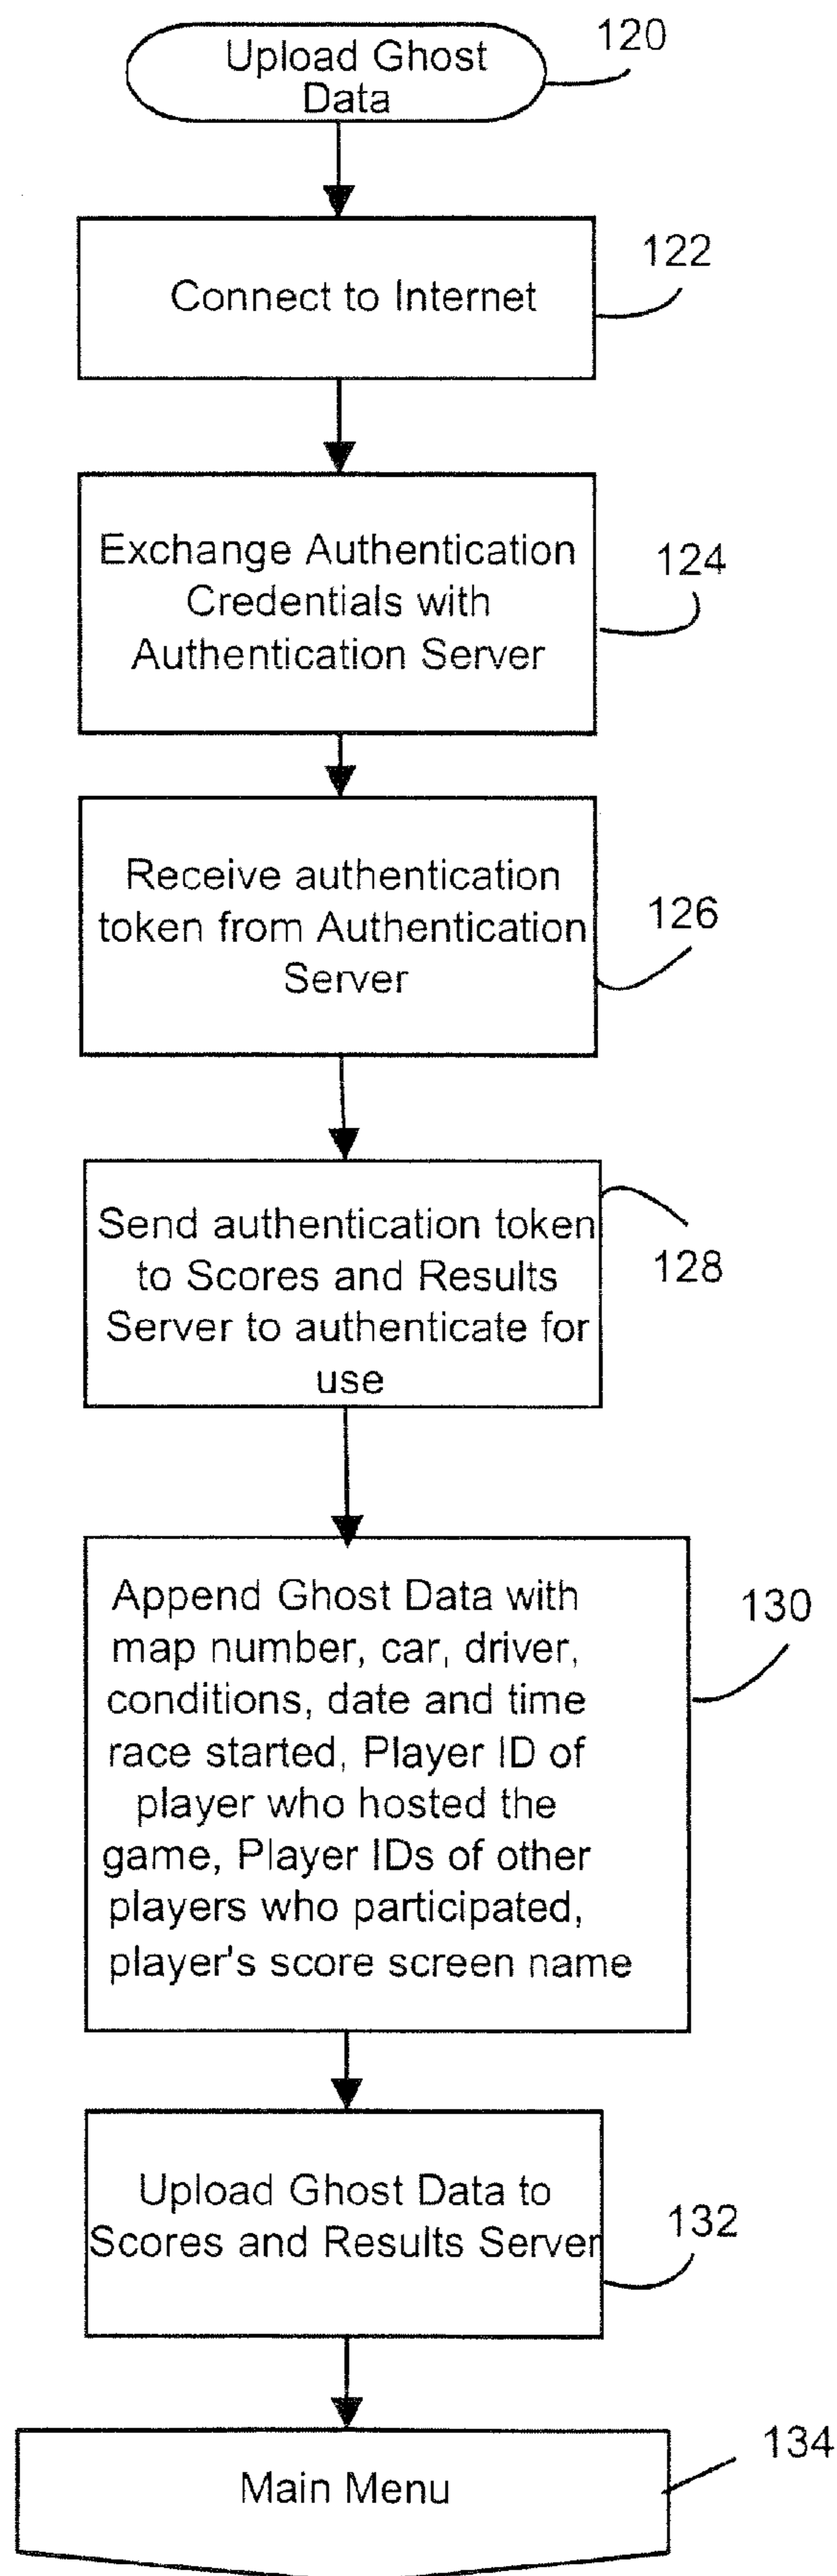 Upload Ghost
Data
120
Connect to Internet
122
Exchange Authentication
Credentials with
Authentication Server
124
Receive authentication
token from Authentication
Server
126
Send authentication token
to Scores and Results
Server to authenticate for
use
128
Append Ghost Data with
map number, car, driver,
conditions, date and time
race started, Player ID of
player who hosted the
game, Player IDs of other
players who participated,
player's score screen name
130
Upload Ghost Data to
Scores and Results Server
132
Main Menu
134